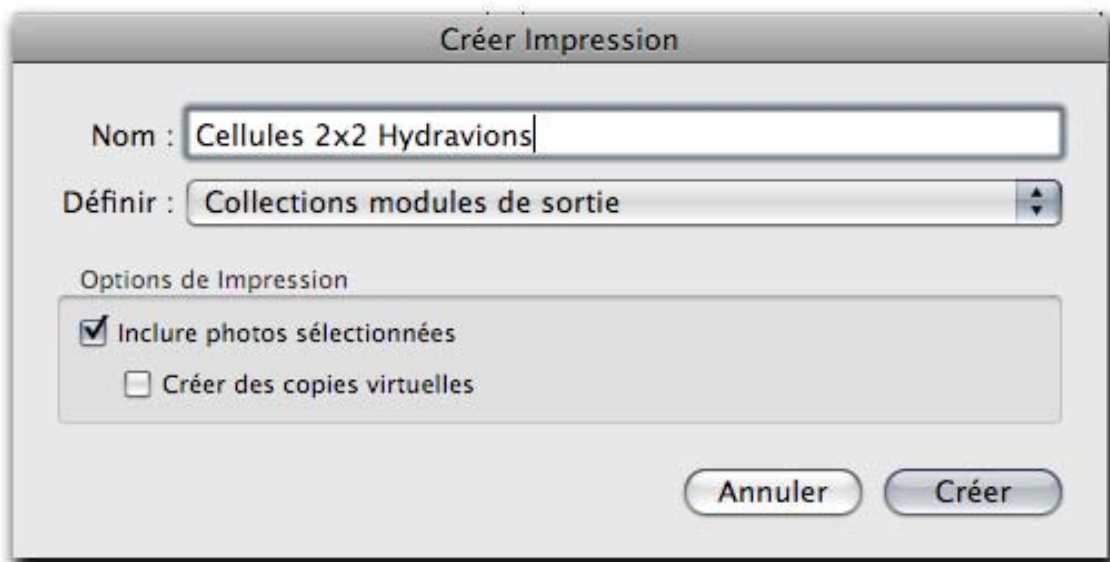 Créer Impression
Nom : Cellules 2x2 Hydravions
Définir : Collections modules de sortie
Options de Impression
Inclure photos sélectionnées
Créer des copies virtuelles
Annuler Créer